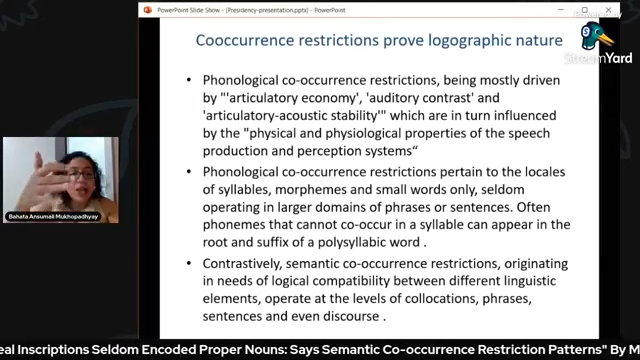 PowerPoint Slide Show - [Presidency-presentation.pptx] - PowerPoint
Streaming with
StreamYard
Cooccurrence restrictions prove logographic nature
• Phonological co-occurrence restrictions, being mostly driven
by "'articulatory economy', 'auditory contrast' and
'articulatory-acoustic stability'" which are in turn influenced
by the "physical and physiological properties of the speech
production and perception systems“
• Phonological co-occurrence restrictions pertain to the locales
of syllables, morphemes and small words only, seldom
operating in larger domains of phrases or sentences. Often
phonemes that cannot co-occur in a syllable can appear in the
root and suffix of a polysyllabic word .
• Contrastively, semantic co-occurrence restrictions, originating
in needs of logical compatibility between different linguistic
elements, operate at the levels of collocations, phrases,
sentences and even discourse .
Bahata Ansumali Mukhopadhyay
eal Inscriptions Seldom Encoded Proper Nouns: Says Semantic Co-occurrence Restriction Patterns" By M